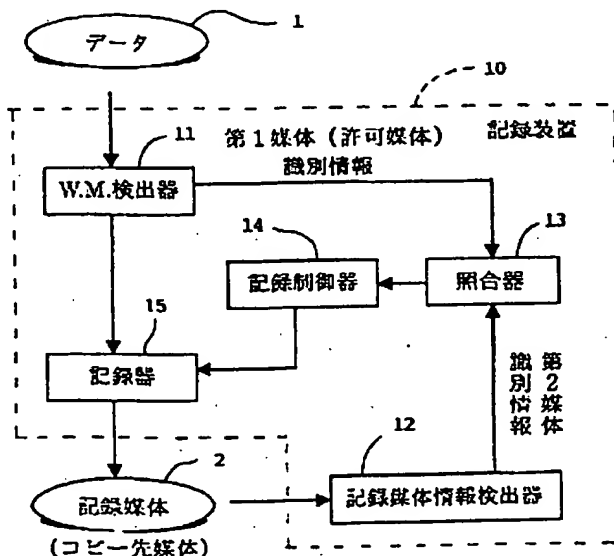 1
データ
10
11
第1媒体(許可媒体)
識別情報
記録装置
W.M.検出器
14
13
記録制御器
照合器
15
記録器
第2媒体
識別情報
2
12
記録媒体
記録媒体情報検出器
(コピー先媒体)